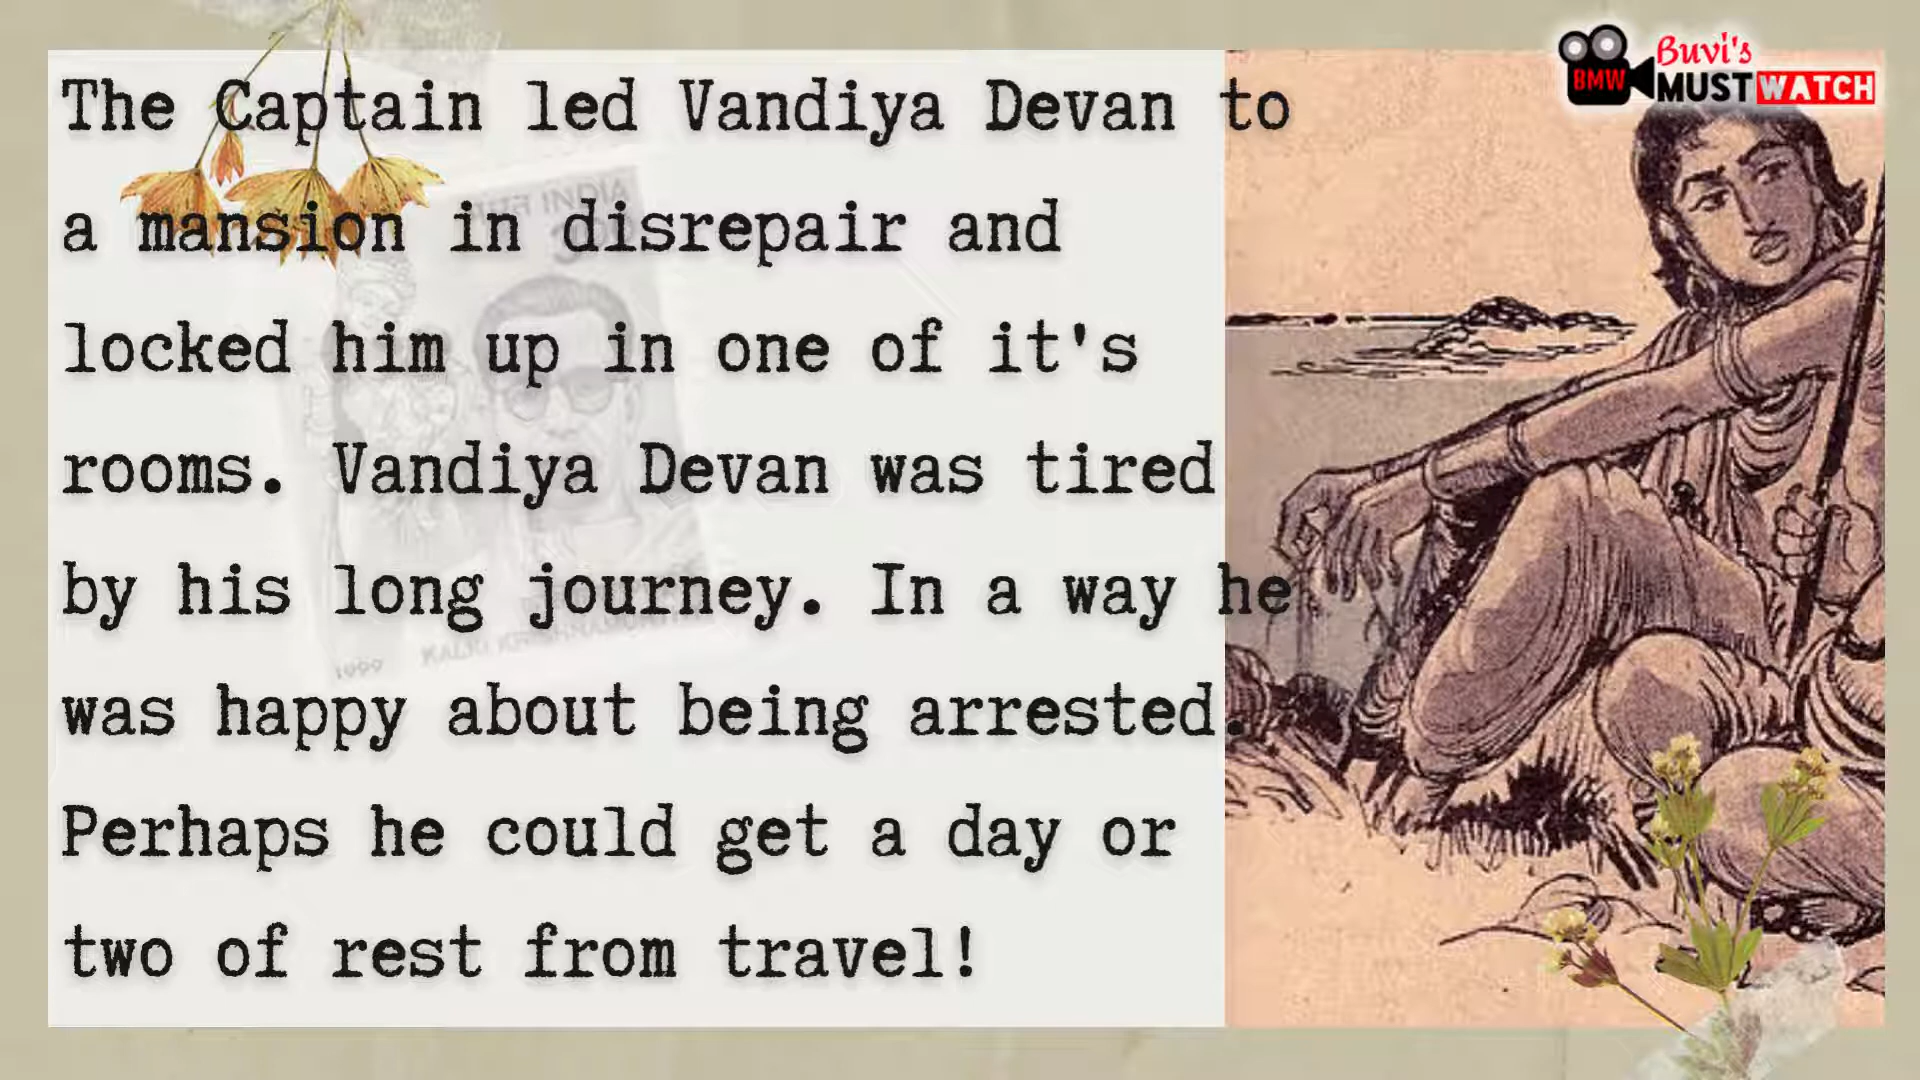 The Captain led Vandiya Devan to
a mansion in disrepair and
locked him up in one of it's
rooms. Vandiya Devan was tired
by his long journey. In a way he
was happy about being arrested.
Perhaps he could get a day or
two of rest from travel!
Buvi's
BMW MUST WATCH
INDIA
1999